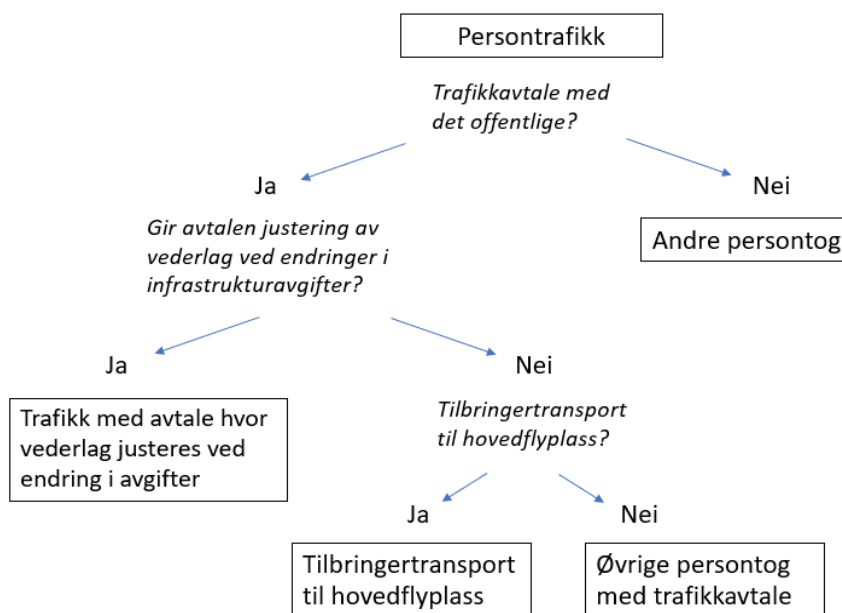 Persontrafikk
Trafikkavtale med
det offentlige?
Ja
Nei
Gir avtalen justering av
vederlag ved endringer i
infrastrukturavgifter?
Andre persontog
Ja
Nei
Trafikk med avtale hvor
vederlag justeres ved
endring i avgifter
Tilbringertransport
til hovedflyplass?
Ja
Nei
Tilbringertransport
til hovedflyplass
Øvrige persontog
med trafikkavtale